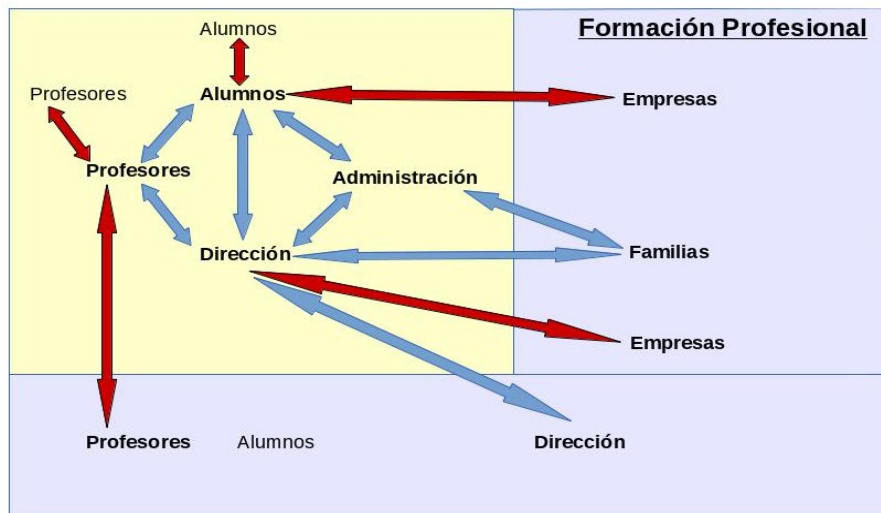 Formación Profesional
Alumnos
Profesores
Alumnos
Empresas
Profesores
Administración
Dirección
Familias
Empresas
Profesores
Alumnos
Dirección